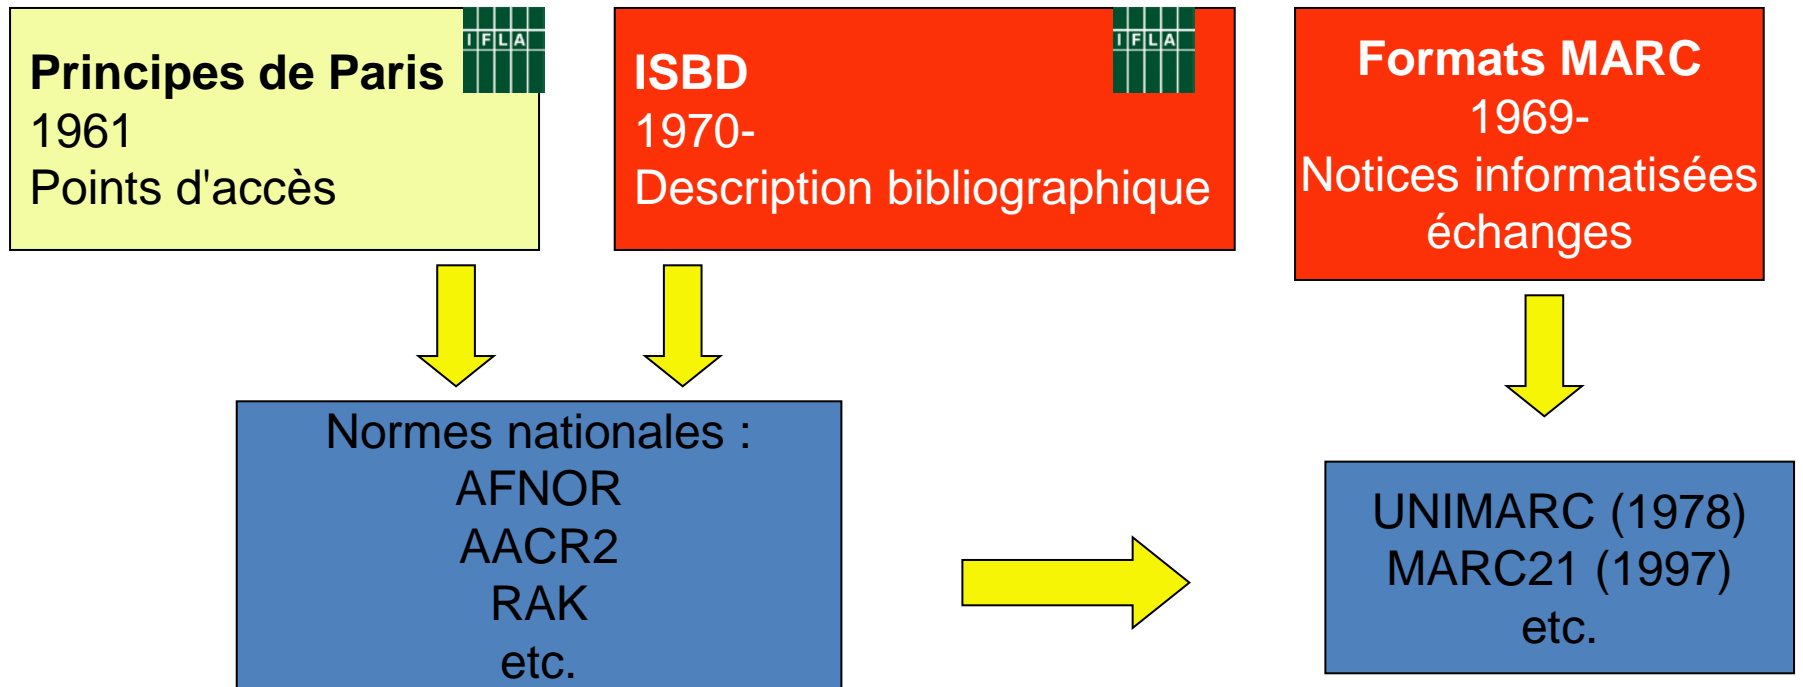 IFLA
Principes de Paris
1961
Points d'accès
IFLA
ISBD
1970-
Description bibliographique
Formats MARC
1969-
Notices informatisées
échanges
Normes nationales :
AFNOR
AACR2
RAK
etc.
UNIMARC (1978)
MARC21 (1997)
etc.